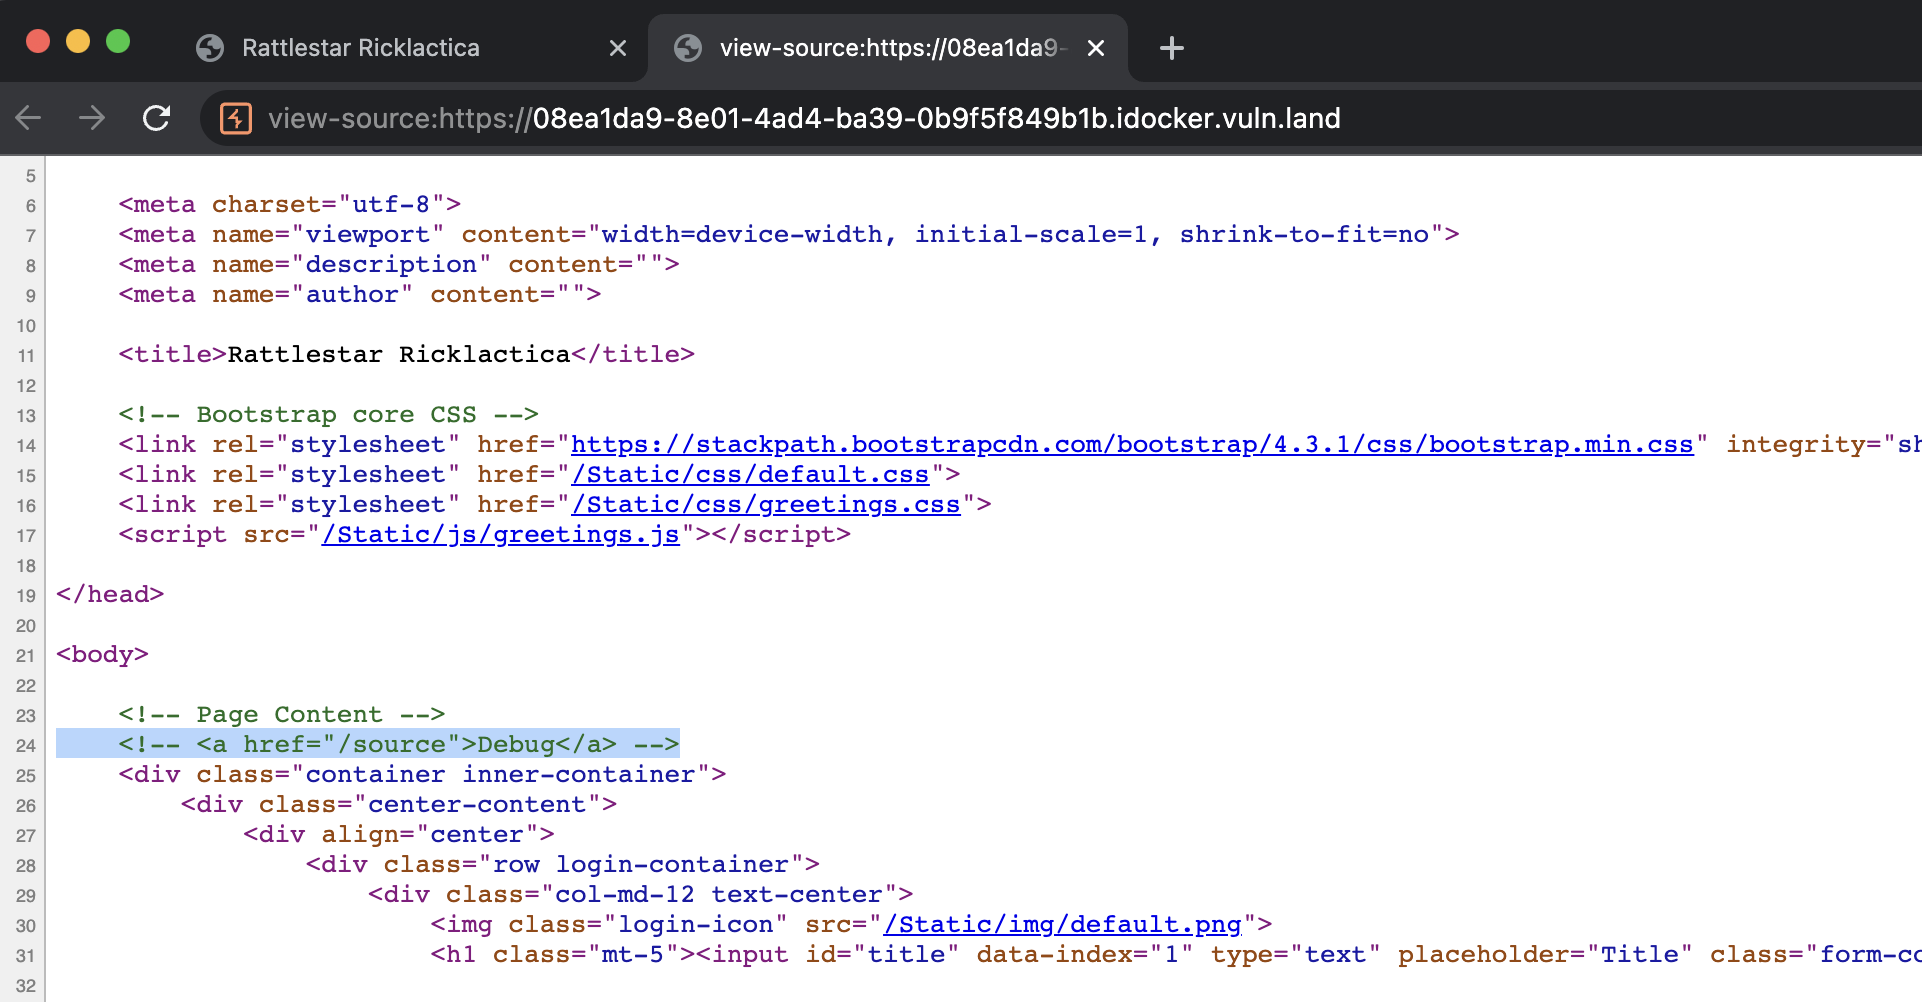 Rattlestar Ricklactica
view-source:https://08ea1da9-
view-source:https://08ea1da9-8e01-4ad4-ba39-0b9f5f849b1b.idocker.vuln.land
5
6 <meta charset="utf-8">
7 <meta name="viewport" content="width=device-width, initial-scale=1, shrink-to-fit=no">
8 <meta name="description" content="">
9 <meta name="author" content="">
10
11 <title>Rattlestar Ricklactica</title>
12
13 <!-- Bootstrap core CSS -->
14 <link rel="stylesheet" href="https://stackpath.bootstrapcdn.com/bootstrap/4.3.1/css/bootstrap.min.css" integrity="sh
15 <link rel="stylesheet" href="/Static/css/default.css">
16 <link rel="stylesheet" href="/Static/css/greetings.css">
17 <script src="/Static/js/greetings.js"></script>
18
19 </head>
20
21 <body>
22
23 <!-- Page Content -->
24 <!-- <a href="/source">Debug</a> -->
25 <div class="container inner-container">
26 <div class="center-content">
27 <div align="center">
28 <div class="row login-container">
29 <div class="col-md-12 text-center">
30 <img class="login-icon" src="/Static/img/default.png">
31 <h1 class="mt-5"><input id="title" data-index="1" type="text" placeholder="Title" class="form-co
32